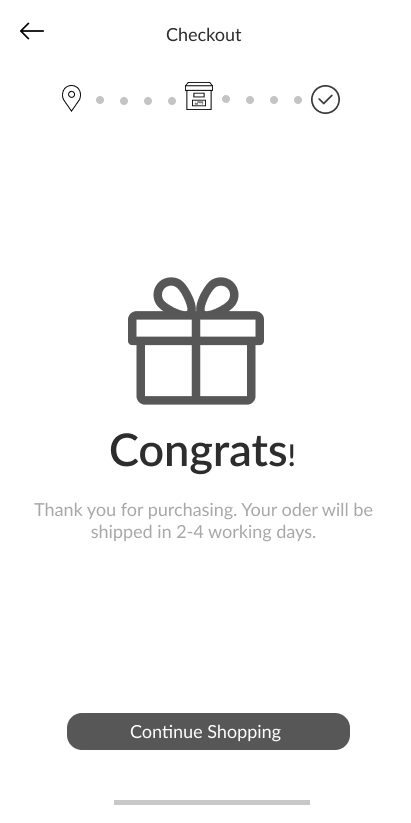 Checkout
Congrats!
Thank you for purchasing. Your oder will be
shipped in 2-4 working days.
Continue Shopping